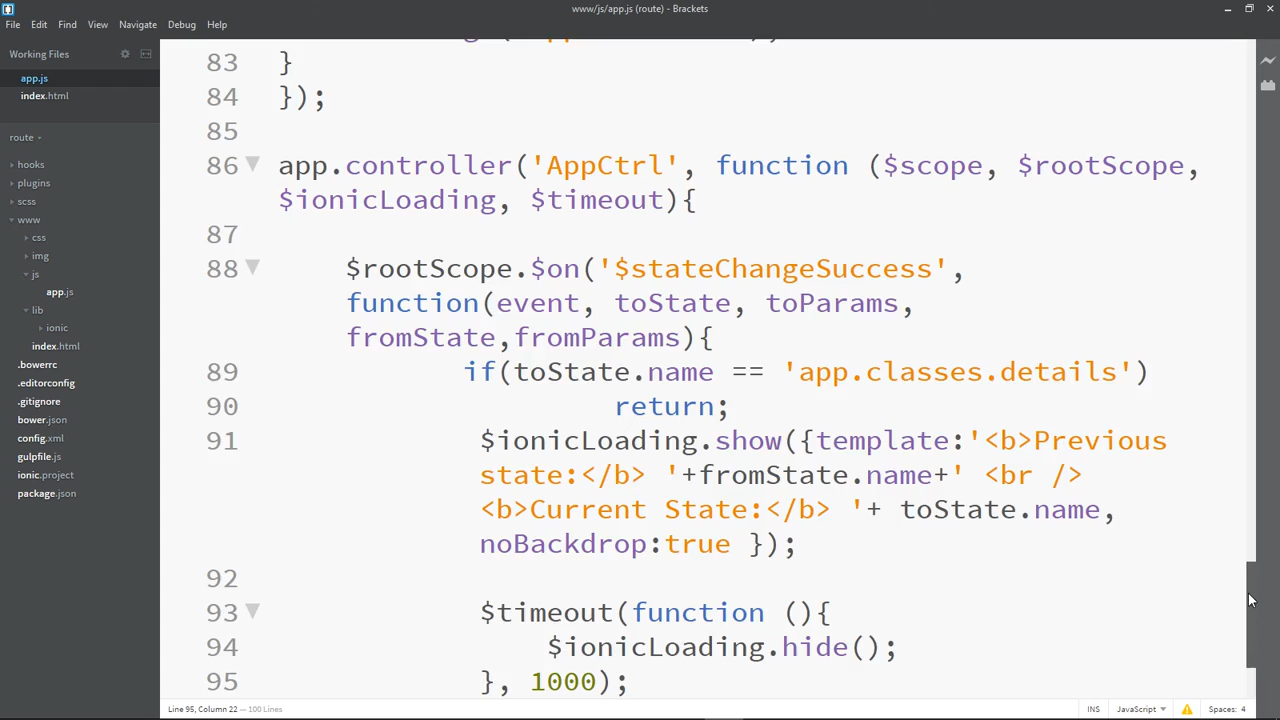 www/js/app.js (route) - Brackets
File Edit Find View Navigate Debug Help
Working Files
app.js
index.html
route
hooks
plugins
scss
www
css
img
js
app.js
lib
ionic
index.html
.bowerrc
.editorconfig
.gitignore
bower.json
config.xml
gulpfile.js
ionic.project
package.json
83 }
84 });
85
86 app.controller('AppCtrl', function ($scope, $rootScope,
$ionicLoading, $timeout){
87
88 $rootScope.$on('$stateChangeSuccess',
function(event, toState, toParams,
fromState,fromParams){
89 if(toState.name == 'app.classes.details')
90 return;
91 $ionicLoading.show({template:'<b>Previous
state:</b> '+fromState.name+' <br />
<b>Current State:</b> '+ toState.name,
noBackdrop:true });
92
93 $timeout(function (){
94 $ionicLoading.hide();
95 }, 1000);
Line 95, Column 22 — 100 Lines
INS JavaScript Spaces: 4